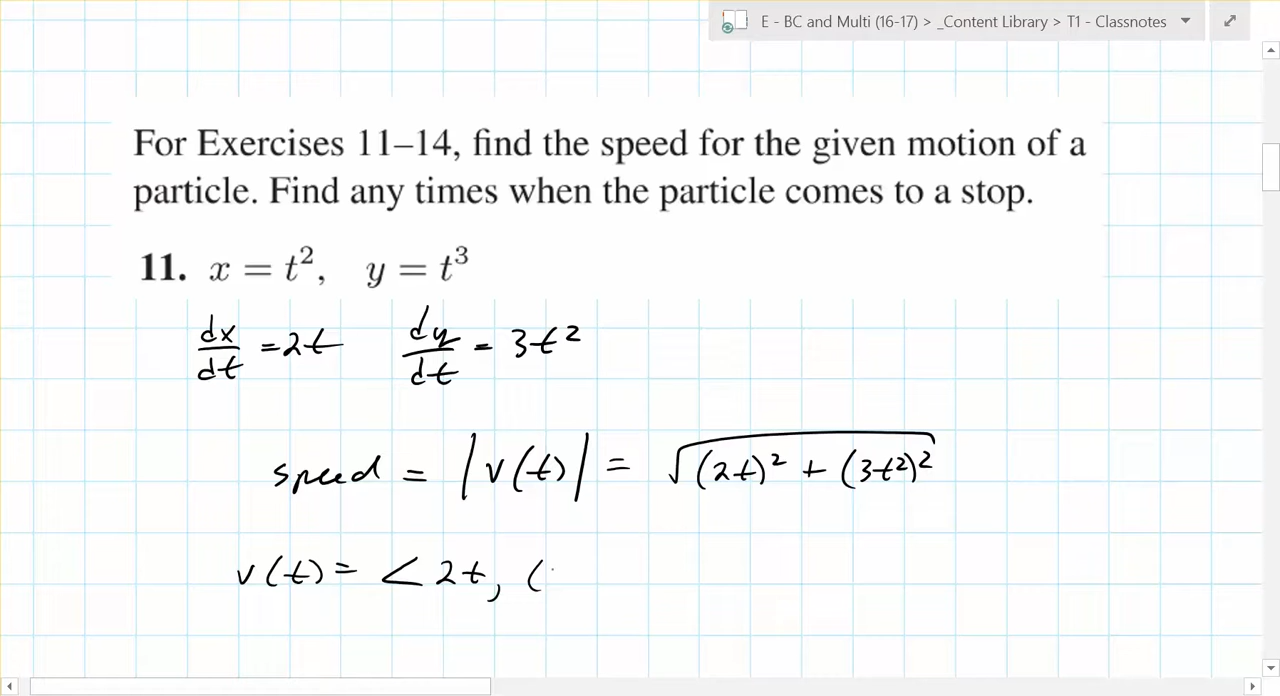 E - BC and Multi (16-17) > _Content Library > T1 - Classnotes
For Exercises 11–14, find the speed for the given motion of a
particle. Find any times when the particle comes to a stop.
11. x = t², y = t³
dx/dt = 2t dy/dt = 3t²
speed = |v(t)| = √((2t)² + (3t²)²)
v(t) = < 2t, (